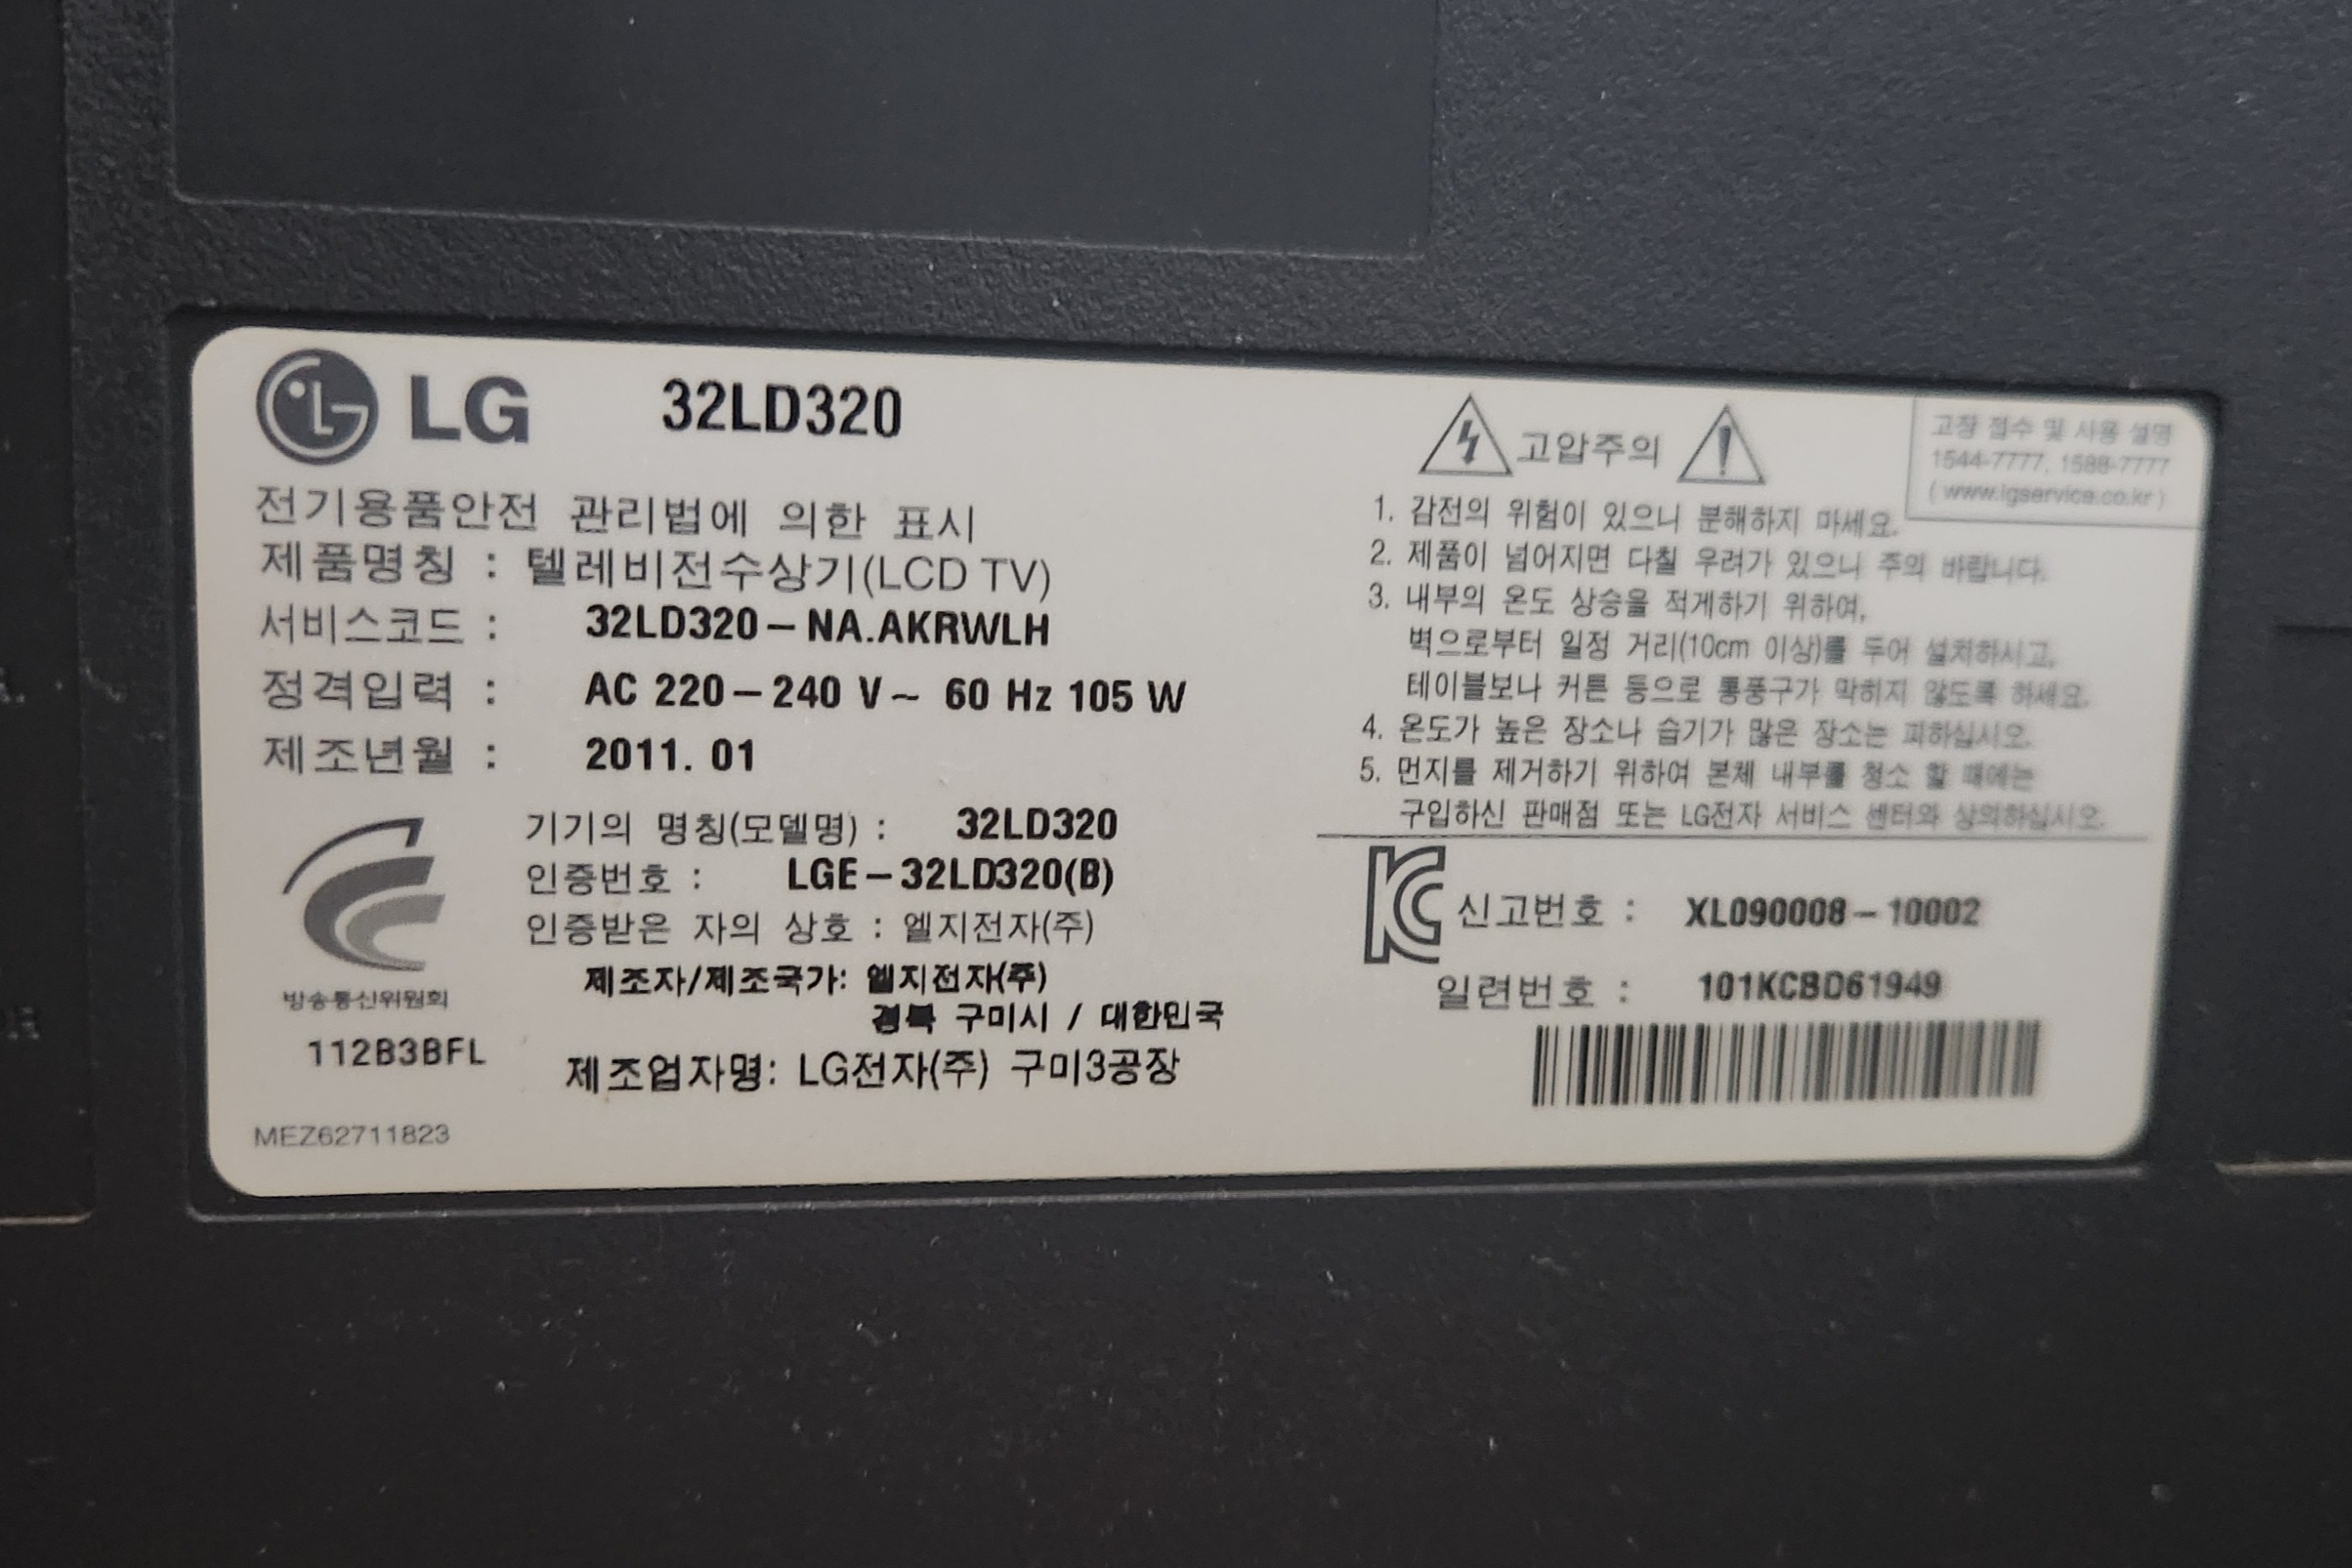 LG 32LD320
전기용품안전 관리법에 의한 표시
제품명칭 : 텔레비전수상기(LCD TV)
서비스코드 : 32LD320-NA.AKRWLH
정격입력 : AC 220-240 V~ 60 Hz 105 W
제조년월 : 2011. 01
기기의 명칭(모델명) : 32LD320
인증번호 : LGE-32LD320(B)
인증받은 자의 상호 : 엘지전자(주)
제조자/제조국가: 엘지전자(주)
경북 구미시 / 대한민국
제조업자명: LG전자(주) 구미3공장
방송통신위원회
112B3BFL
MEZ62711823
고압주의
고장 접수 및 사용 설명
1544-7777, 1588-7777
( www.lgservice.co.kr )
1. 감전의 위험이 있으니 분해하지 마세요.
2. 제품이 넘어지면 다칠 우려가 있으니 주의 바랍니다.
3. 내부의 온도 상승을 적게하기 위하여,
벽으로부터 일정 거리(10cm 이상)를 두어 설치하시고,
테이블보나 커튼 등으로 통풍구가 막히지 않도록 하세요.
4. 온도가 높은 장소나 습기가 많은 장소는 피하십시오.
5. 먼지를 제거하기 위하여 본체 내부를 청소 할 때에는
구입하신 판매점 또는 LG전자 서비스 센터와 상의하십시오.
신고번호 : XL090008-10002
일련번호 : 101KCBD61949